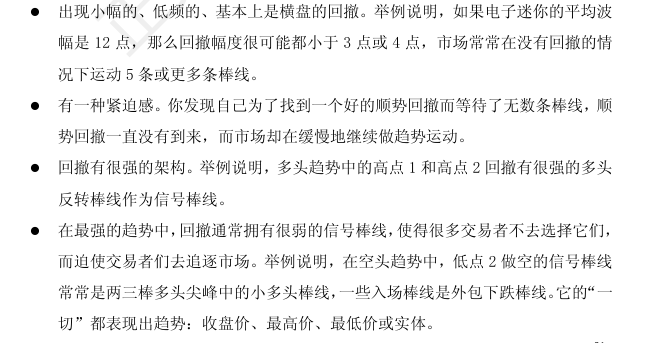 ● 出现小幅的、低频的、基本上是横盘的回撤。举例说明，如果电子迷你的平均波
幅是 12 点，那么回撤幅度很可能都小于 3 点或 4 点，市场常常在没有回撤的情
况下运动 5 条或更多条棒线。
● 有一种紧迫感。你发现自己为了找到一个好的顺势回撤而等待了无数条棒线，顺
势回撤一直没有到来，而市场却在缓慢地继续做趋势运动。
● 回撤有很强的架构。举例说明，多头趋势中的高点 1 和高点 2 回撤有很强的多头
反转棒线作为信号棒线。
● 在最强的趋势中，回撤通常拥有很弱的信号棒线，使得很多交易者不去选择它们，
而迫使交易者们去追逐市场。举例说明，在空头趋势中，低点 2 做空的信号棒线
常常是两三棒多头尖峰中的小多头棒线，一些入场棒线是外包下跌棒线。它的“一
切”都表现出趋势：收盘价、最高价、最低价或实体。